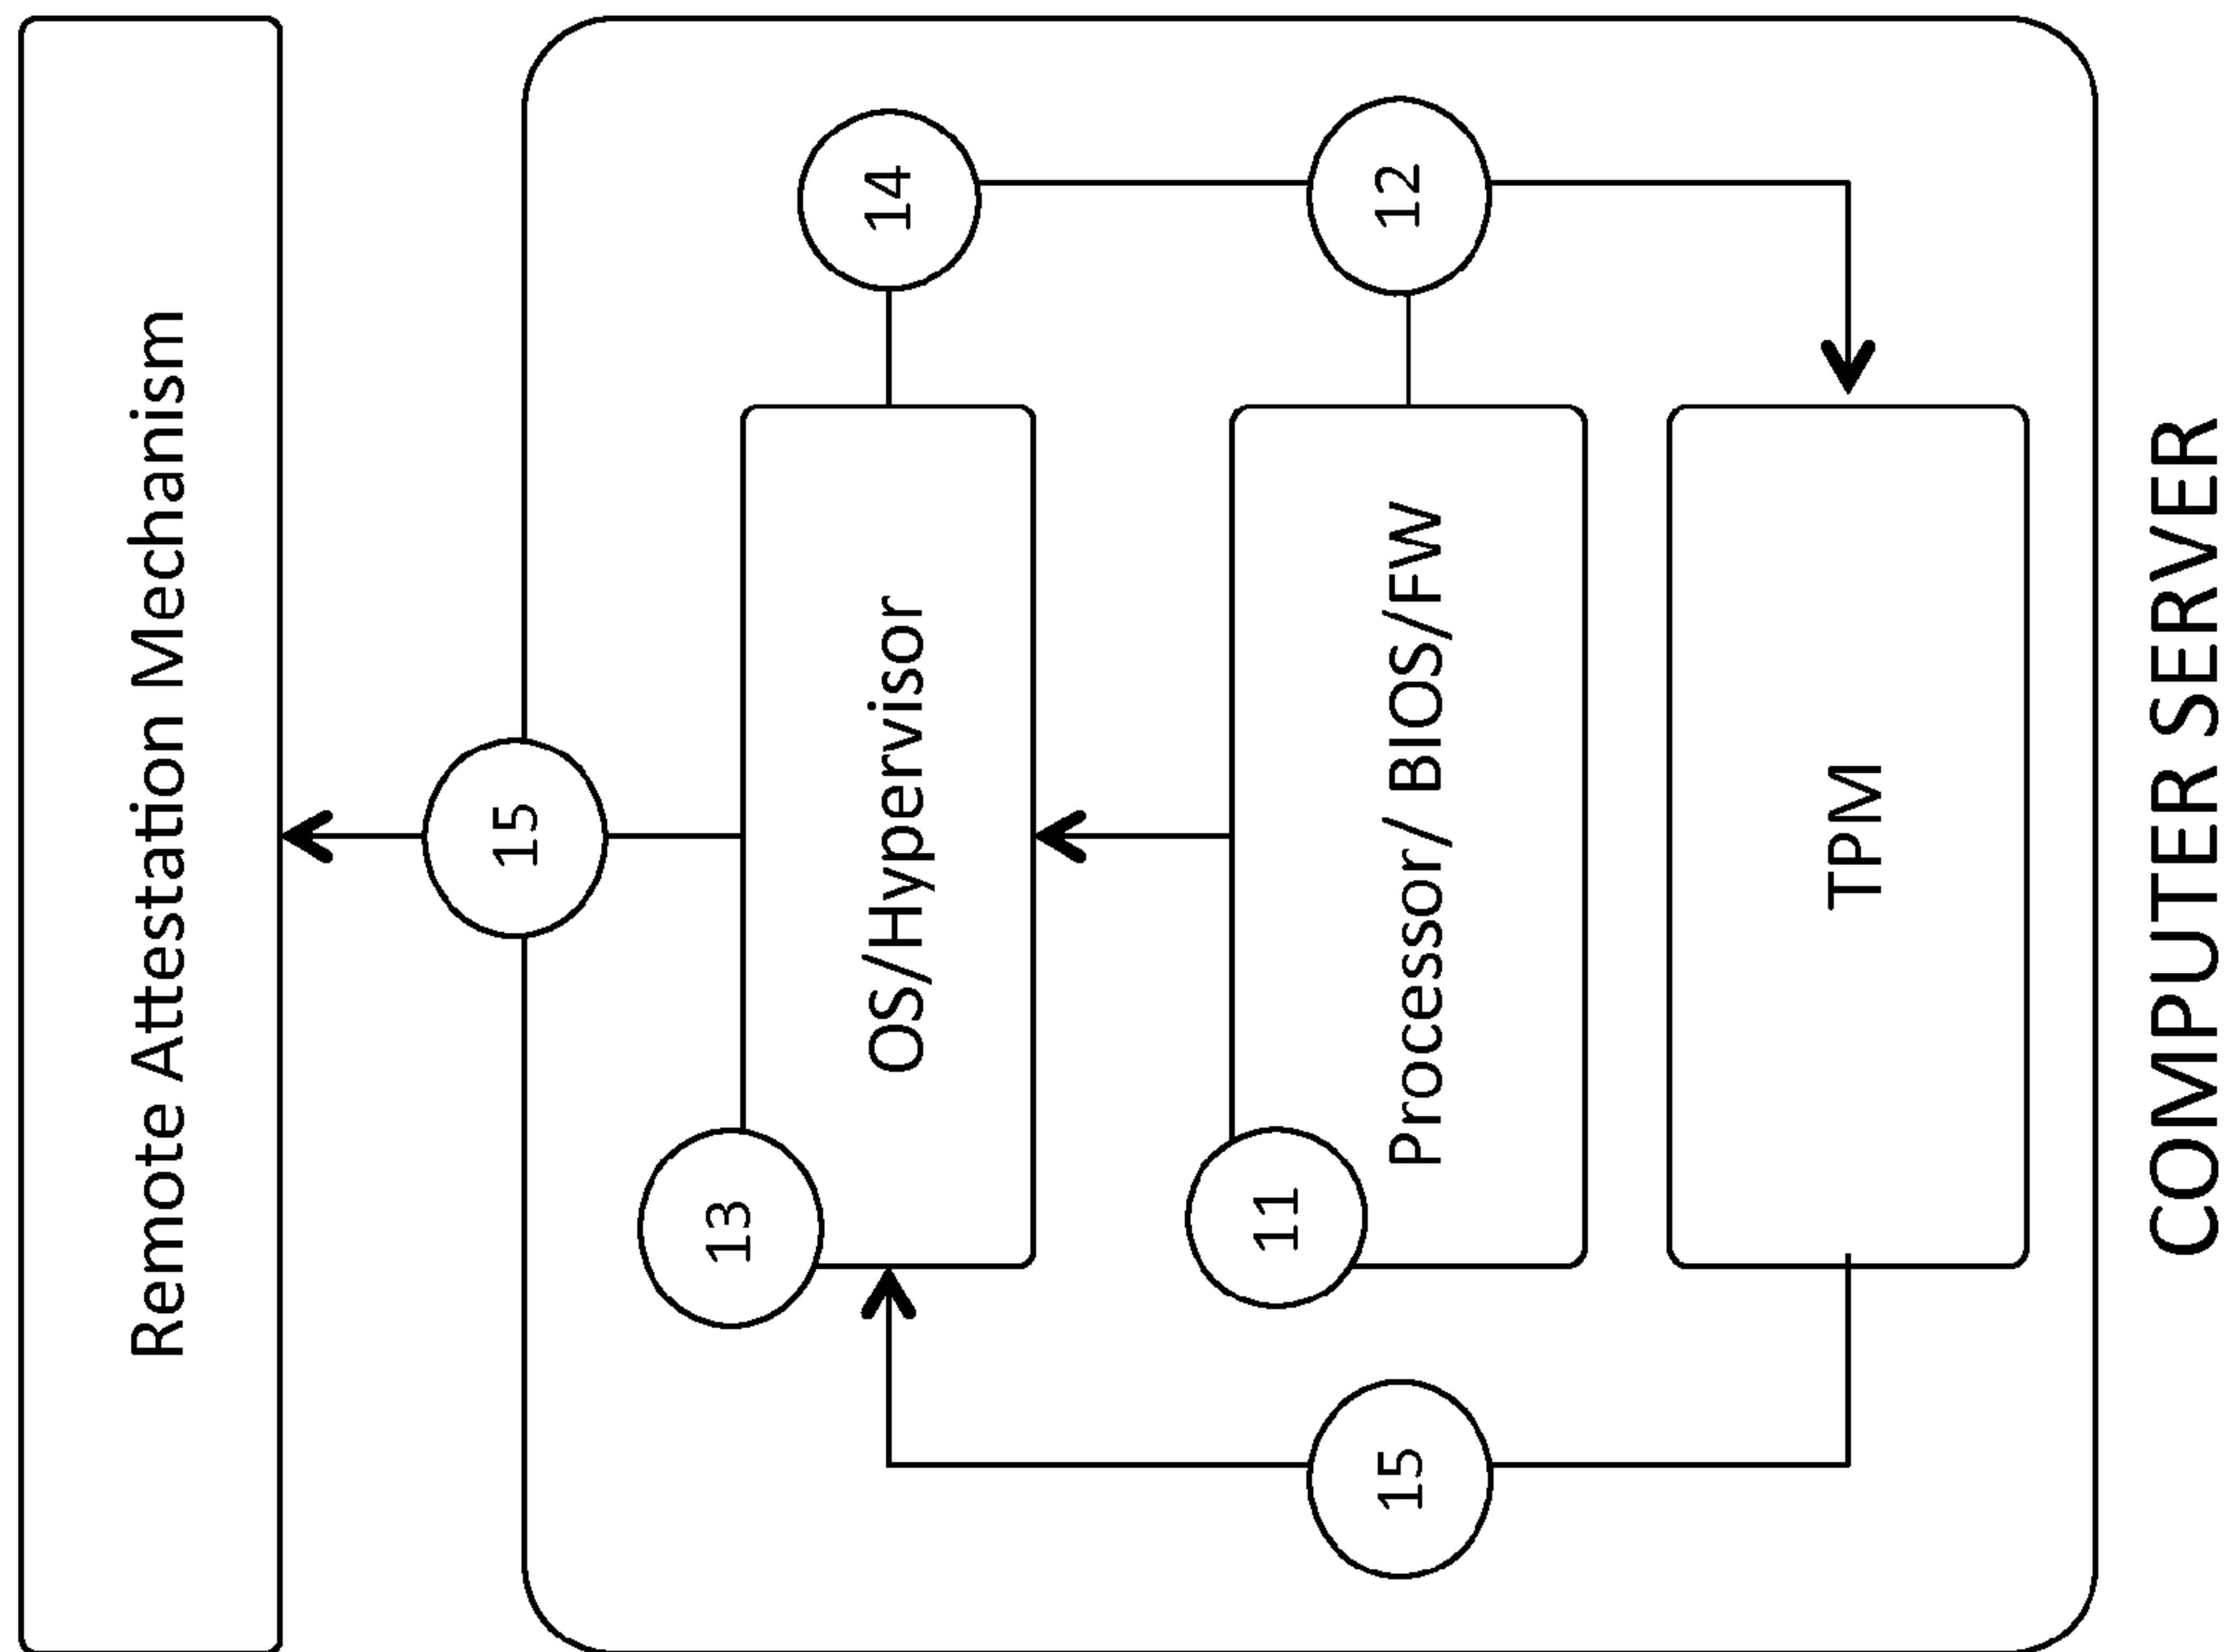 Remote Attestation Mechanism
15
13
OS/Hypervisor
14
11
Processor/ BIOS/FW
15
12
TPM
COMPUTER SERVER